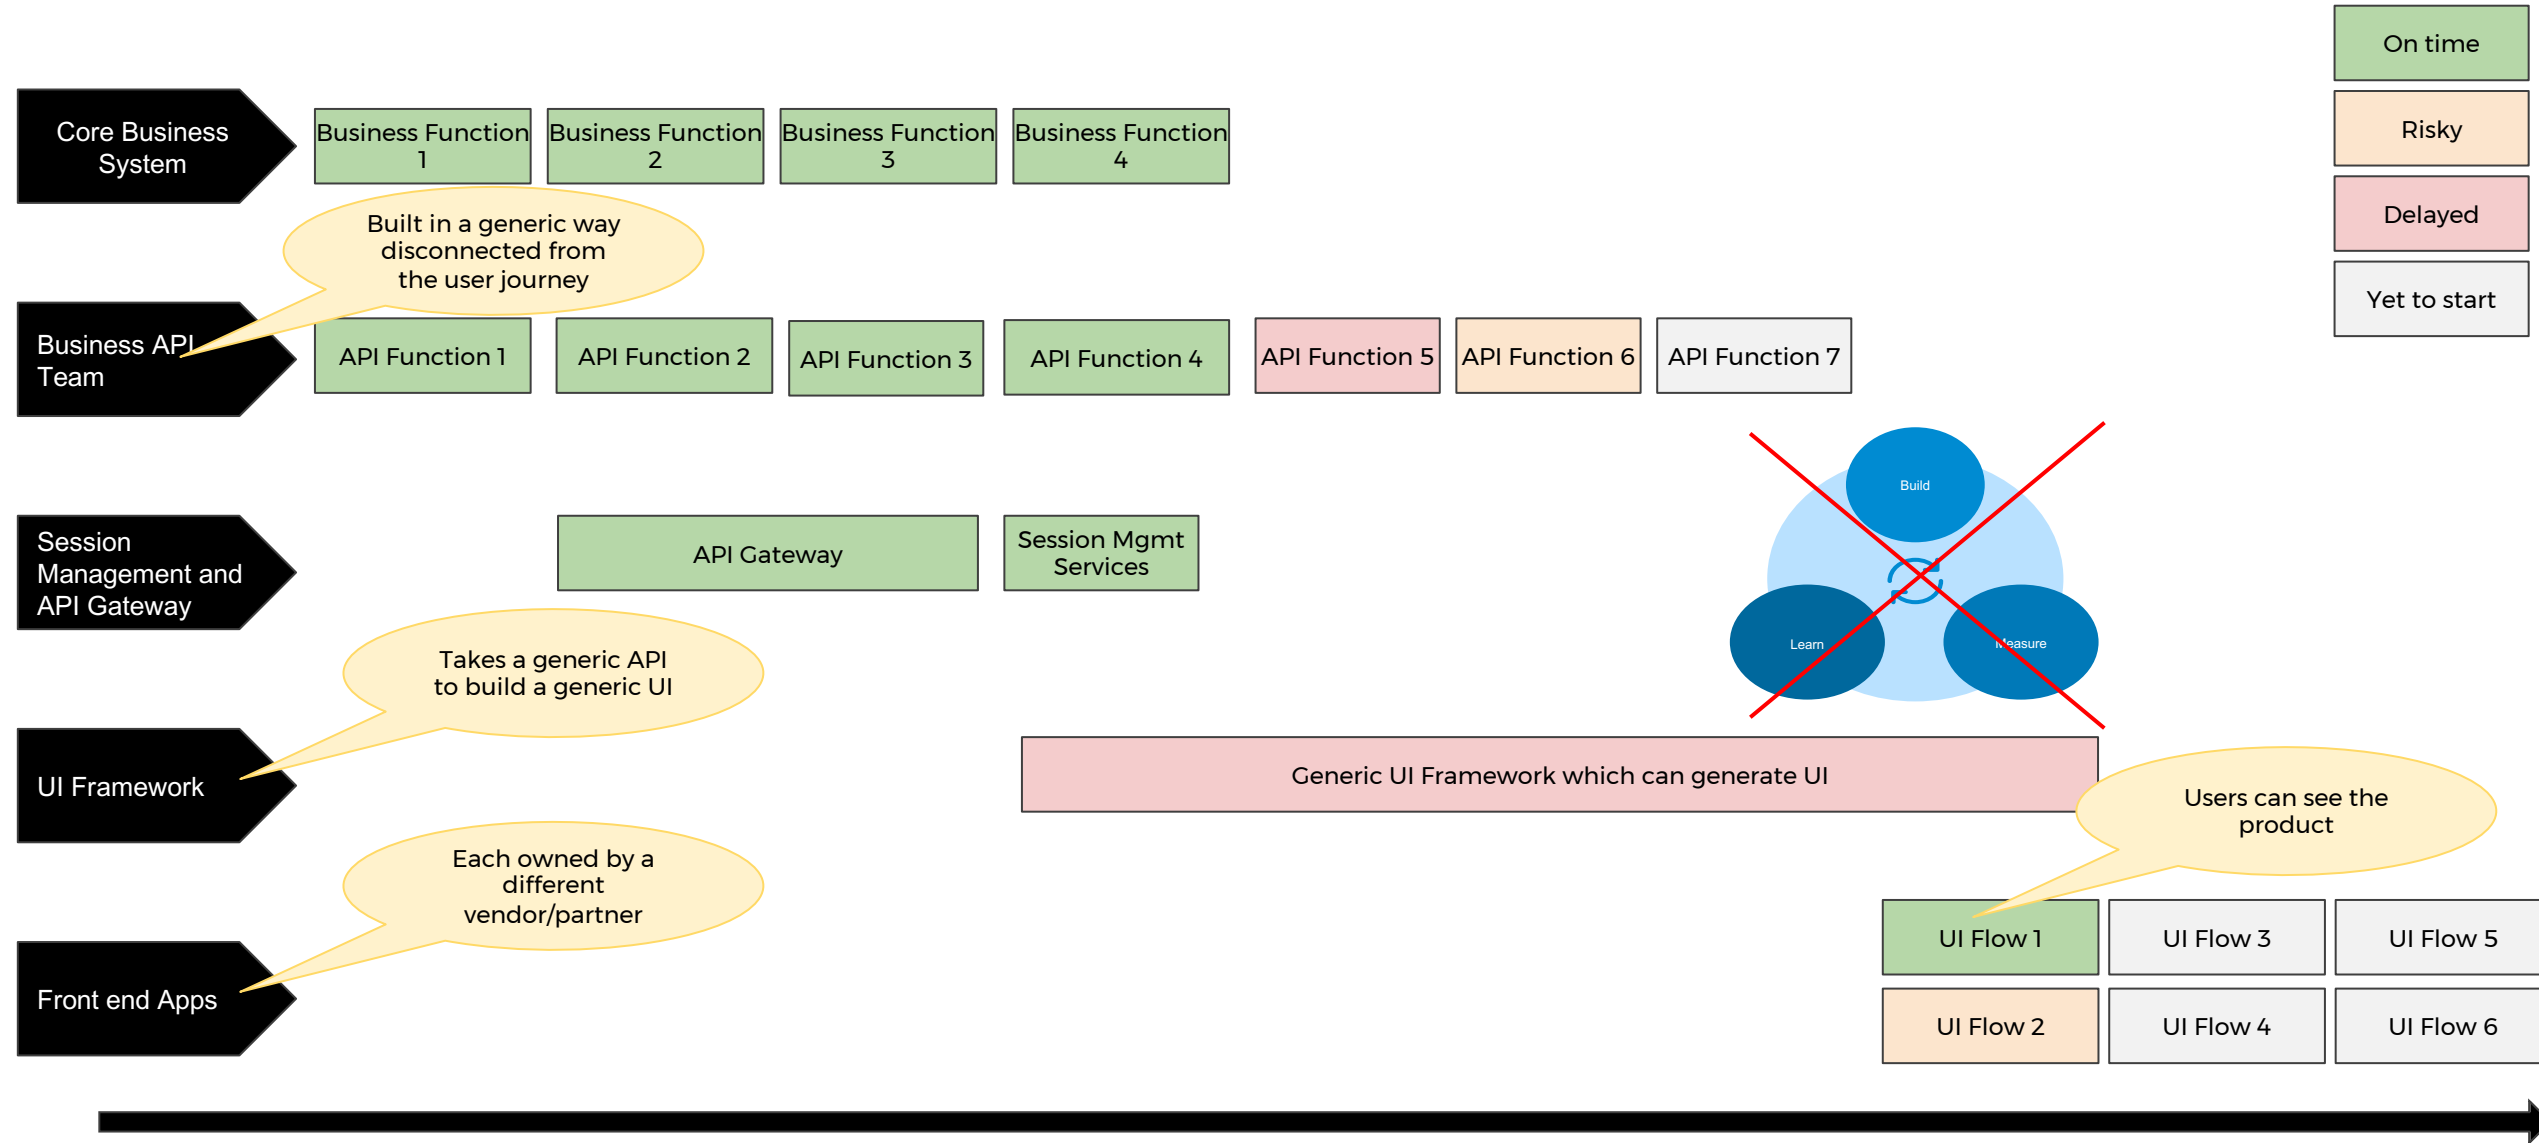 On time
Risky
Delayed
Yet to start
Core Business
System
Business Function
1
Business Function
2
Business Function
3
Business Function
4
Built in a generic way
disconnected from
the user journey
Business API
Team
API Function 1
API Function 2
API Function 3
API Function 4
API Function 5
API Function 6
API Function 7
Session
Management and
API Gateway
API Gateway
Session Mgmt
Services
Build
Learn
Measure
Takes a generic API
to build a generic UI
UI Framework
Generic UI Framework which can generate UI
Users can see the
product
Each owned by a
different
vendor/partner
Front end Apps
UI Flow 1
UI Flow 3
UI Flow 5
UI Flow 2
UI Flow 4
UI Flow 6